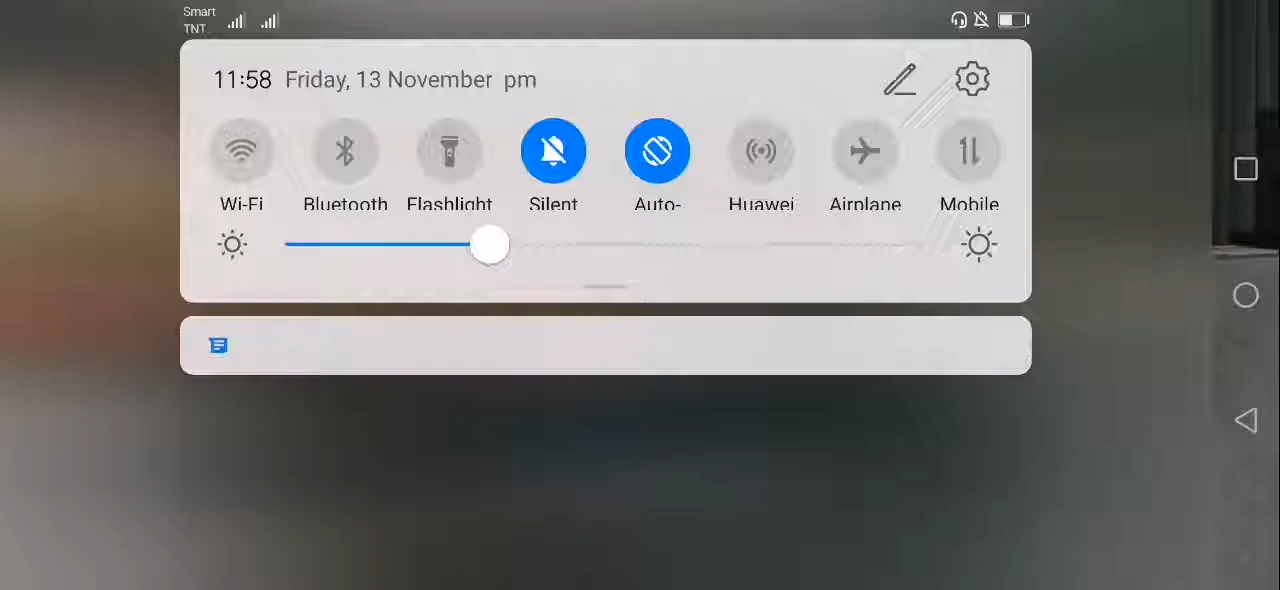 Smart
TNT
11:58 Friday, 13 November pm
Wi-Fi Bluetooth Flashlight Silent Auto- Huawei Airplane Mobile